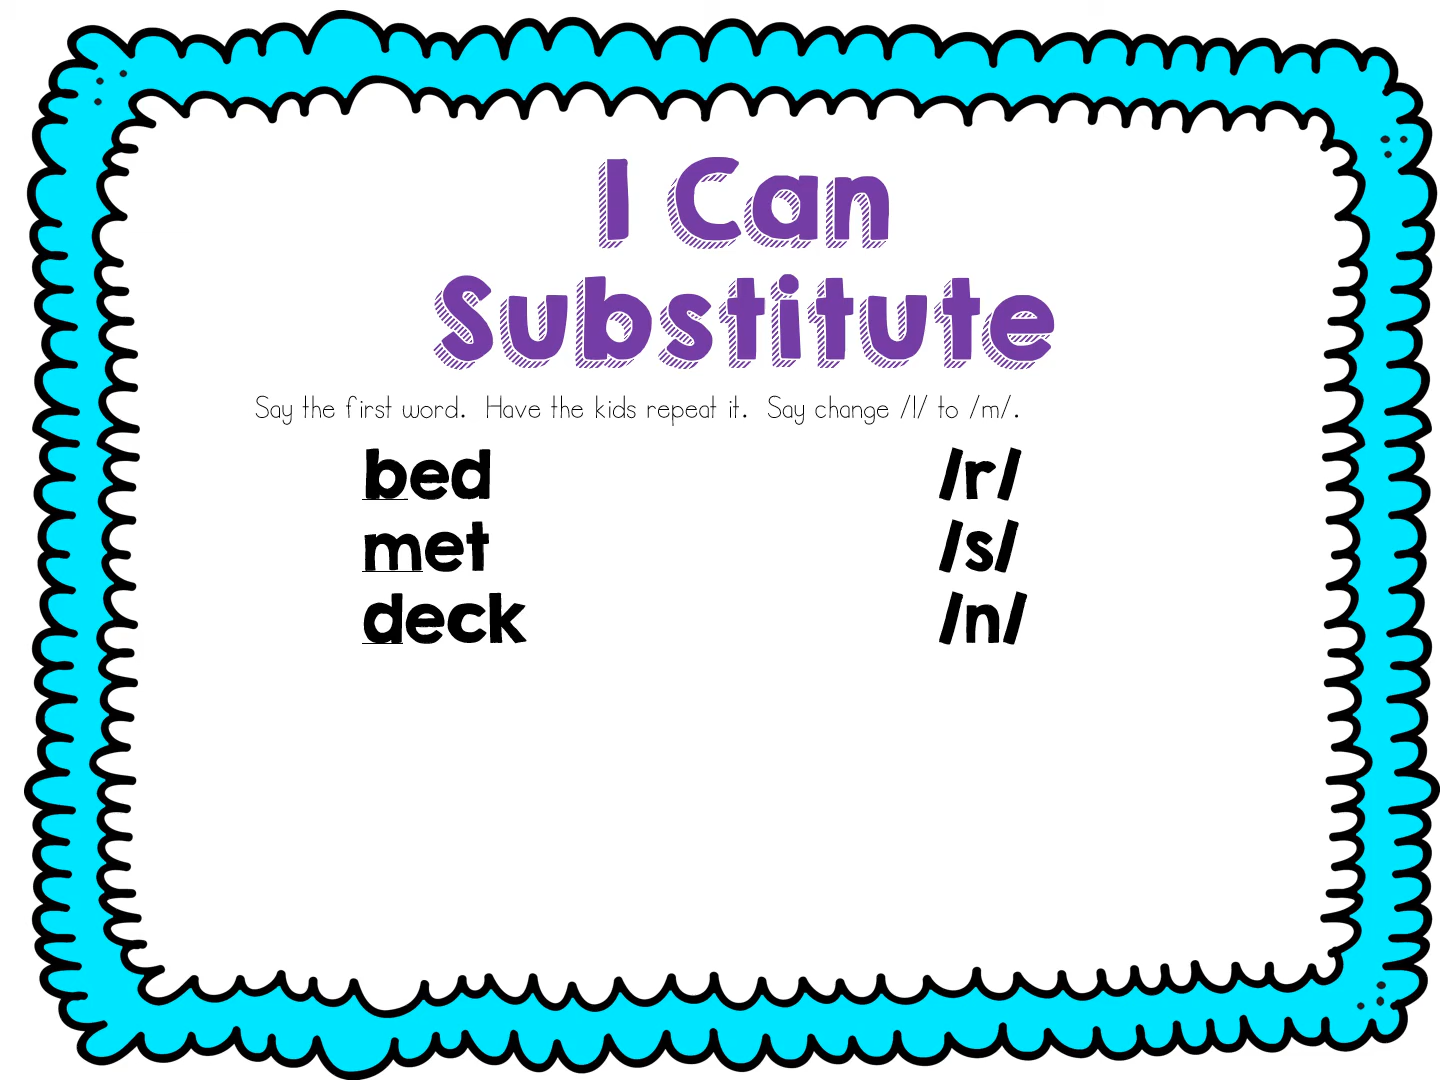 I Can
Substitute
Say the first word. Have the kids repeat it. Say change /l/ to /m/.
bed /r/
met /s/
deck /n/